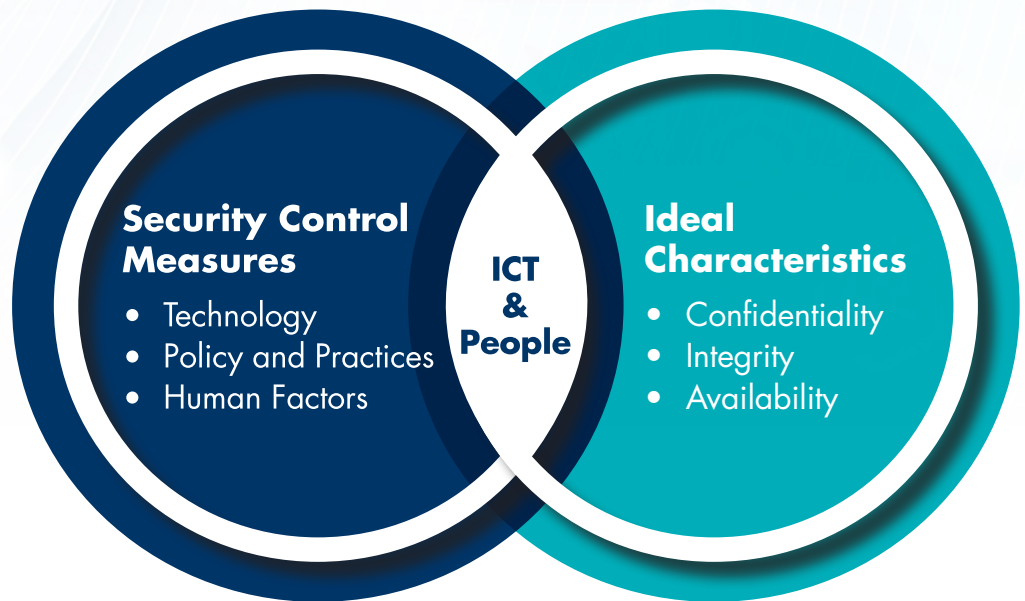 Security Control
Measures
• Technology
• Policy and Practices
• Human Factors
ICT
&
People
Ideal
Characteristics
• Confidentiality
• Integrity
• Availability